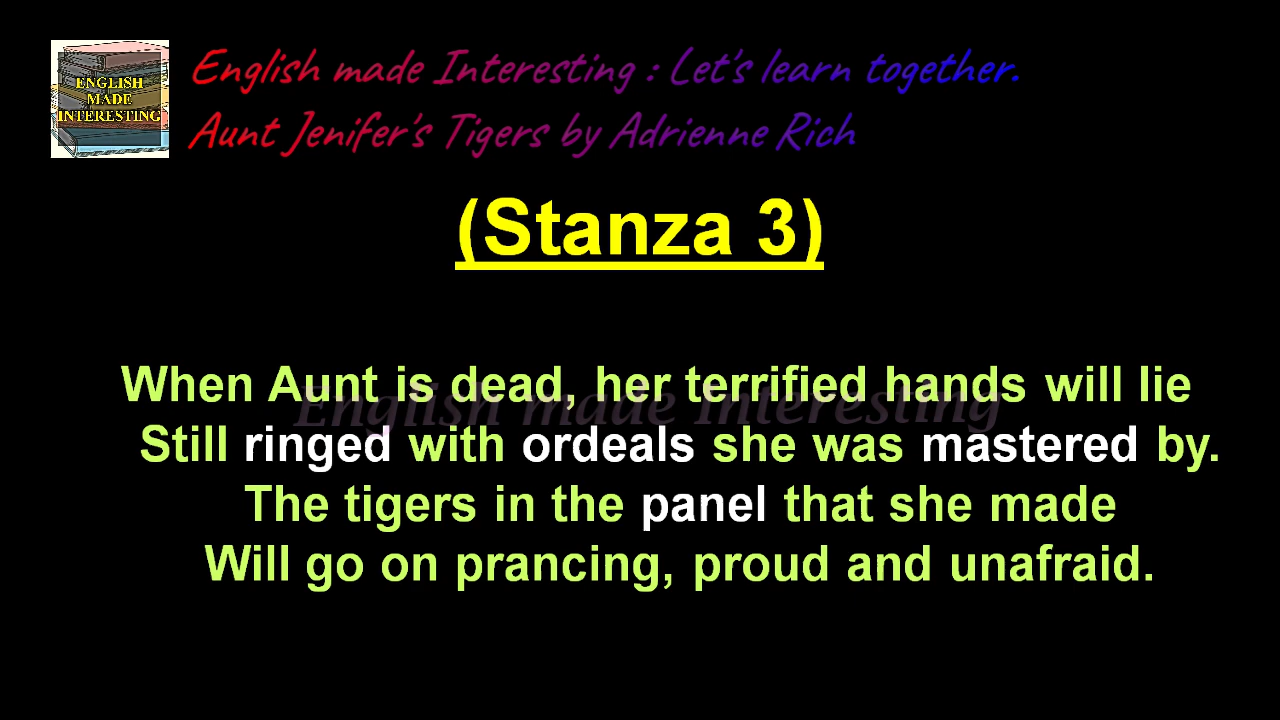 ENGLISH
MADE
INTERESTING
English made Interesting : Let's learn together.
Aunt Jenifer's Tigers by Adrienne Rich
(Stanza 3)
English made Interesting
When Aunt is dead, her terrified hands will lie
Still ringed with ordeals she was mastered by.
The tigers in the panel that she made
Will go on prancing, proud and unafraid.